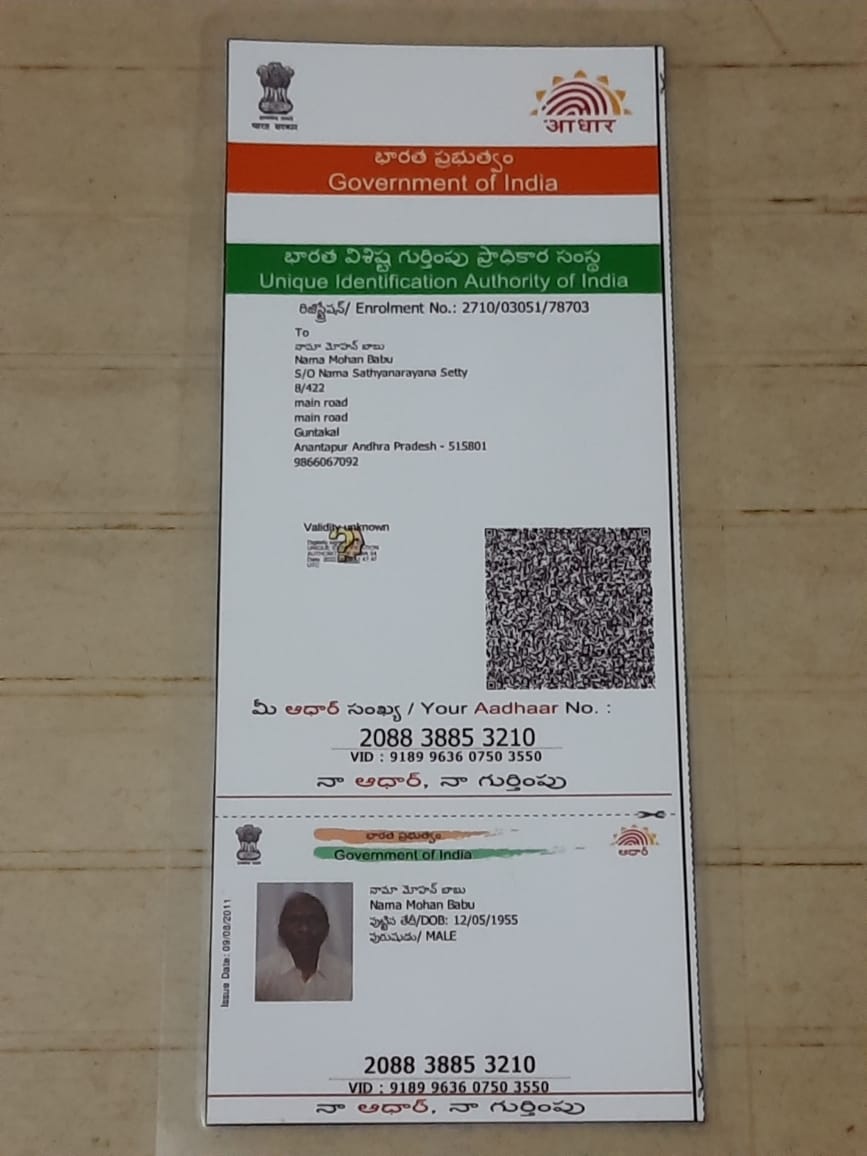 भारत सरकार
आधार
భారత ప్రభుత్వం
Government of India
భారత విశిష్ట గుర్తింపు ప్రాధికార సంస్థ
Unique Identification Authority of India
రిజిస్ట్రేషన్/ Enrolment No.: 2710/03051/78703
To
నామా మోహన్ బాబు
Nama Mohan Babu
S/O Nama Sathyanarayana Setty
8/422
main road
main road
Guntakal
Anantapur Andhra Pradesh - 515801
9866067092
Validity unknown
మీ ఆధార్ సంఖ్య / Your Aadhaar No. :
2088 3885 3210
VID : 9189 9636 0750 3550
నా ఆధార్, నా గుర్తింపు
భారత ప్రభుత్వం
Government of India
ఆధార్
Issue Date: 09/08/2011
నామా మోహన్ బాబు
Nama Mohan Babu
పుట్టిన తేదీ/DOB: 12/05/1955
పురుషుడు/ MALE
2088 3885 3210
VID : 9189 9636 0750 3550
నా ఆధార్, నా గుర్తింపు